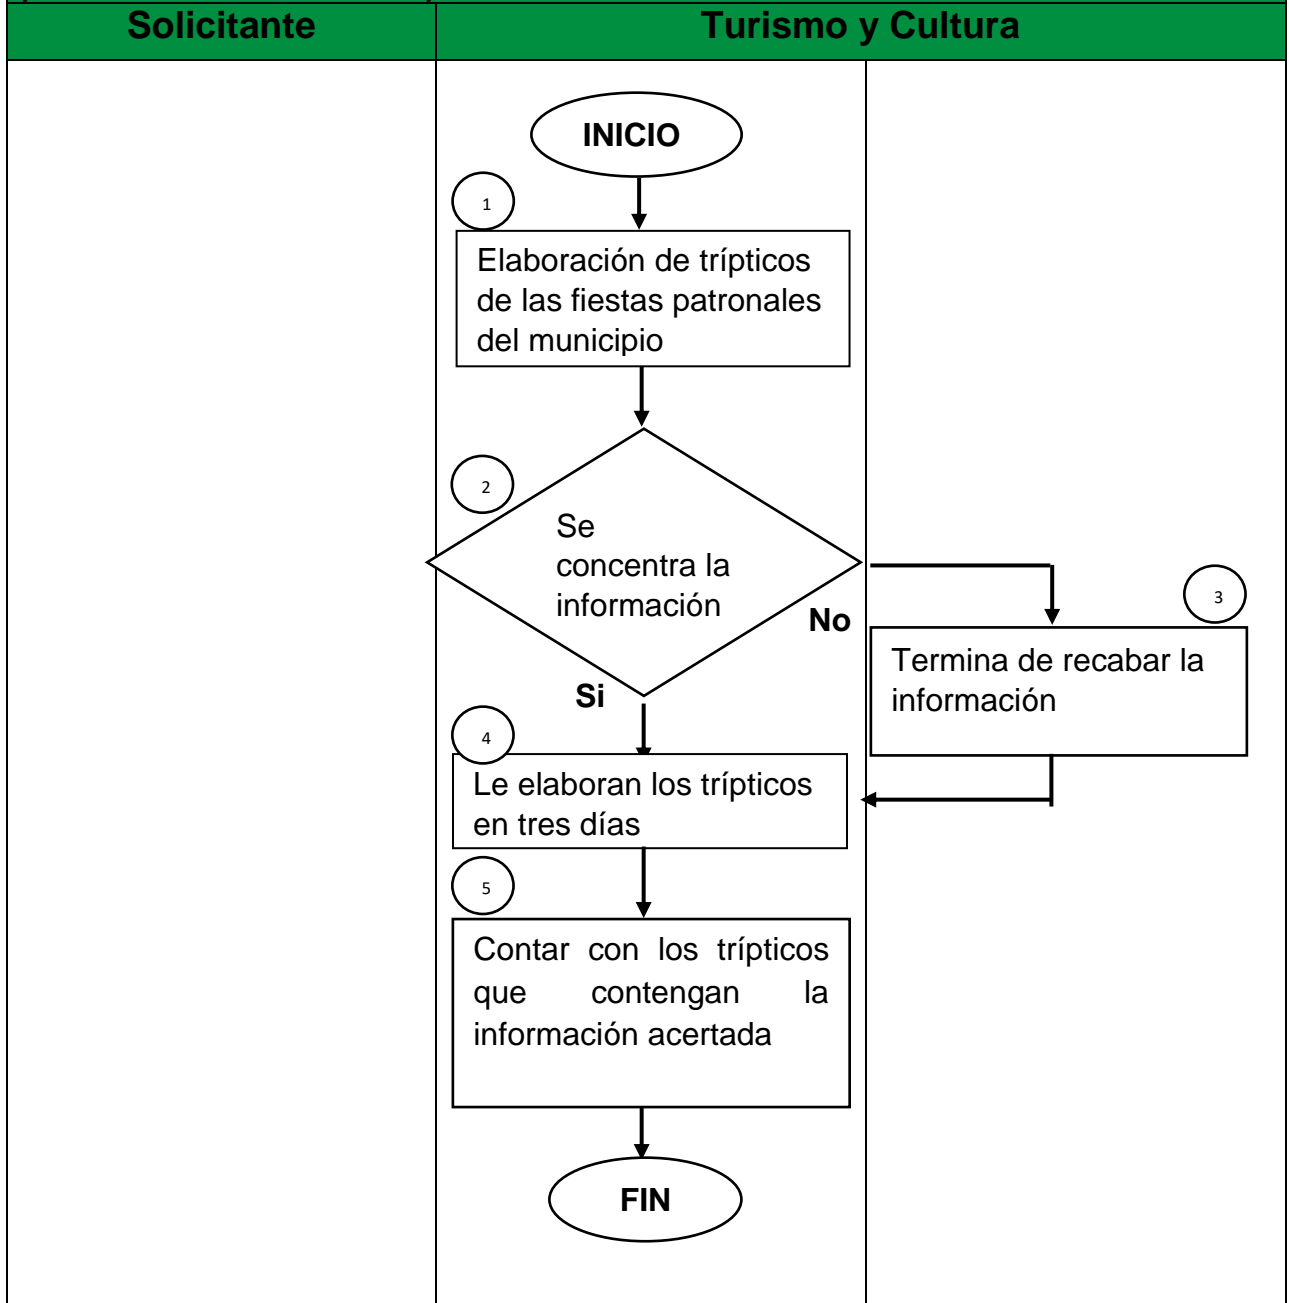 Solicitante
Turismo y Cultura
INICIO
1
Elaboración de trípticos
de las fiestas patronales
del municipio
2
Se
concentra la
información
No
3
Termina de recabar la
información
Si
4
Le elaboran los trípticos
en tres días
5
Contar con los trípticos
que contengan la
información acertada
FIN